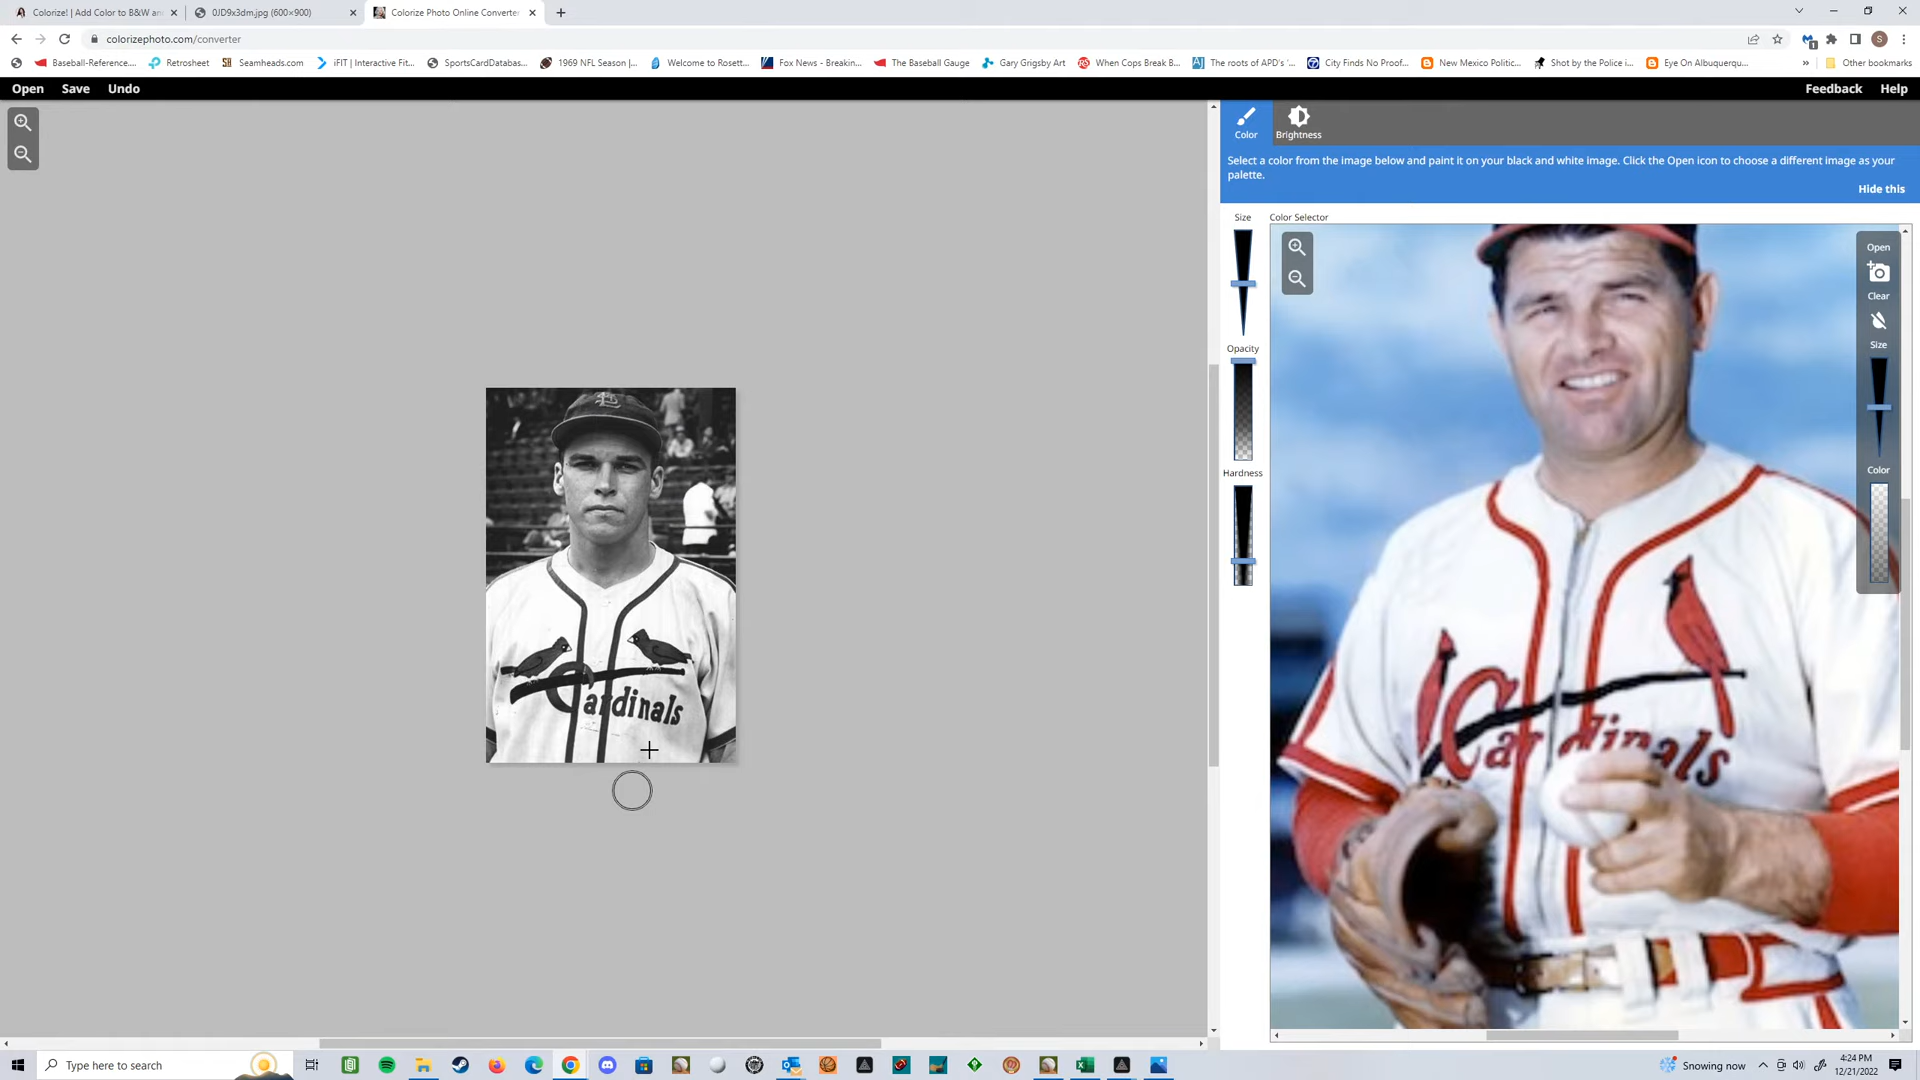 Colorize! | Add Color to B&W an
0JD9x3dm.jpg (600×900)
Colorize Photo Online Converter
colorizephoto.com/converter
Baseball-Reference....
Retrosheet
Seamheads.com
iFIT | Interactive Fit...
SportsCardDatabas...
1969 NFL Season |...
Welcome to Rosett...
Fox News - Breakin...
The Baseball Gauge
Gary Grigsby Art
When Cops Break B...
The roots of APD's '...
City Finds No Proof...
New Mexico Politic...
Shot by the Police i...
Eye On Albuquerqu...
»
Other bookmarks
Open
Save
Undo
Feedback
Help
Color
Brightness
Select a color from the image below and paint it on your black and white image. Click the Open icon to choose a different image as your
palette.
Hide this
Size
Color Selector
Opacity
Hardness
Open
Clear
Size
Color
Cardinals
Cardinals
Type here to search
Snowing now
4:24 PM
12/21/2022